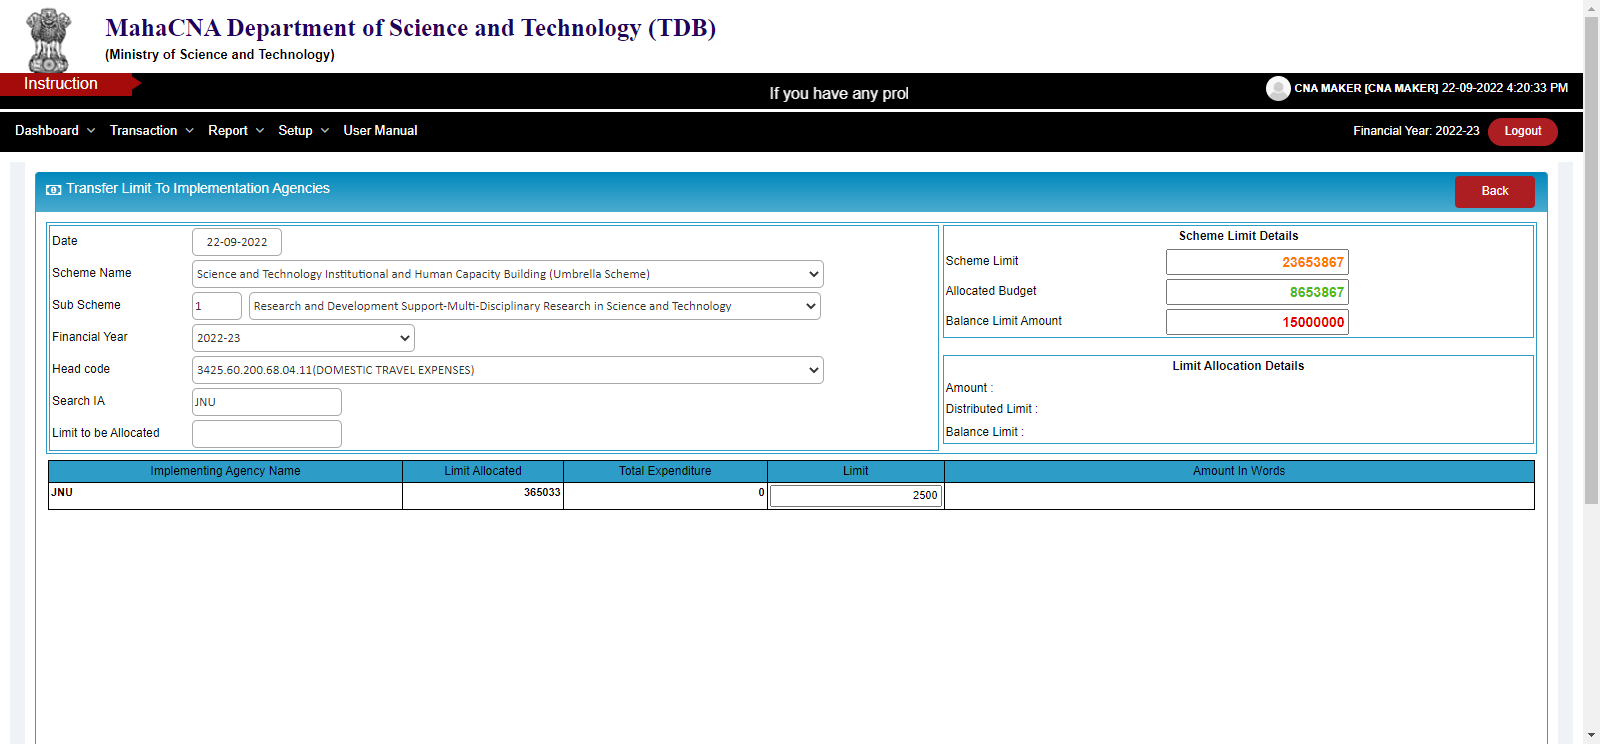 MahaCNA Department of Science and Technology (TDB)
(Ministry of Science and Technology)
Instruction
If you have any prol
CNA MAKER [CNA MAKER] 22-09-2022 4:20:33 PM
Dashboard Transaction Report Setup User Manual
Financial Year: 2022-23 Logout
Transfer Limit To Implementation Agencies
Back
Date 22-09-2022
Scheme Name Science and Technology Institutional and Human Capacity Building (Umbrella Scheme)
Sub Scheme 1 Research and Development Support-Multi-Disciplinary Research in Science and Technology
Financial Year 2022-23
Head code 3425.60.200.68.04.11(DOMESTIC TRAVEL EXPENSES)
Search IA JNU
Limit to be Allocated
Scheme Limit Details
Scheme Limit 23653867
Allocated Budget 8653867
Balance Limit Amount 15000000
Limit Allocation Details
Amount :
Distributed Limit :
Balance Limit :
Implementing Agency Name Limit Allocated Total Expenditure Limit Amount In Words
JNU 365033 0 2500